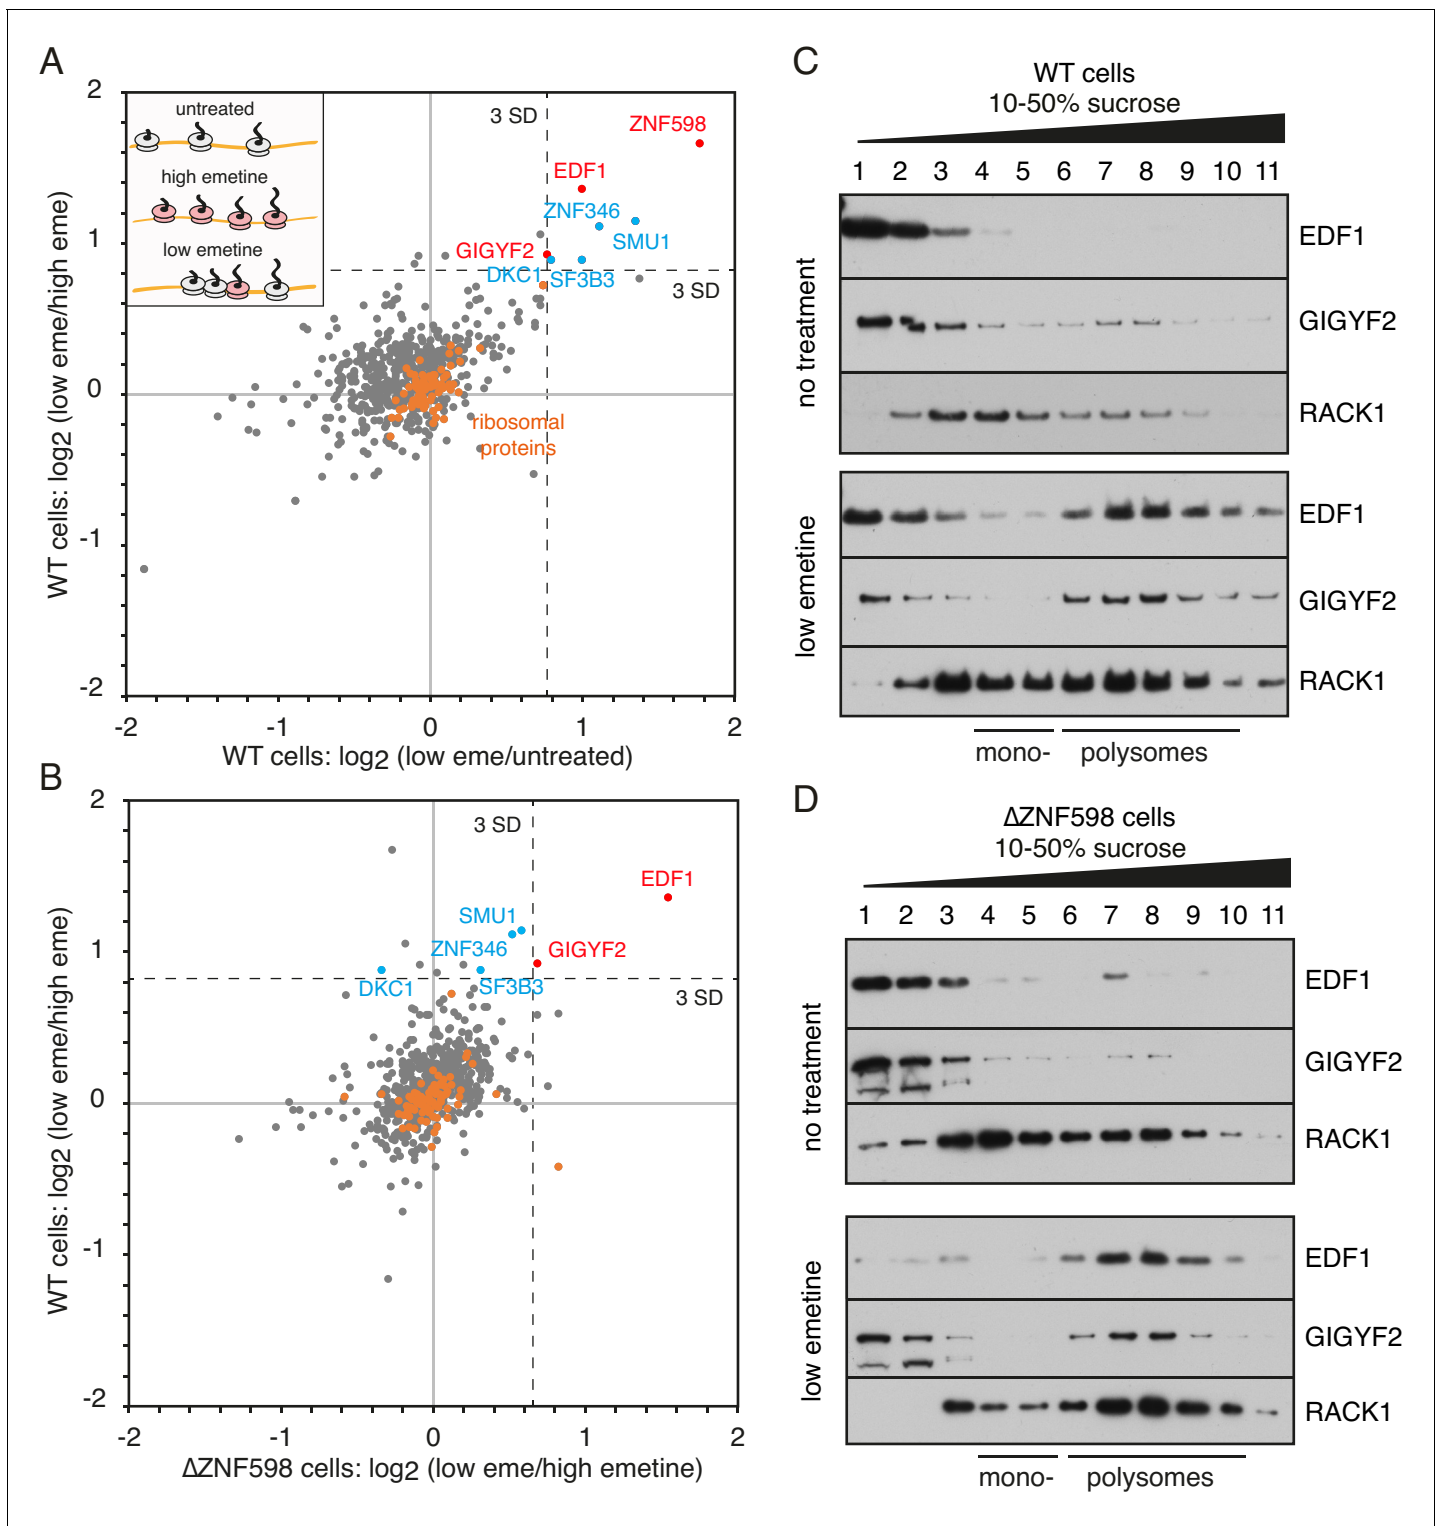 A
2
1
0
-1
-2
WT cells: log2 (low eme/high eme)
untreated
high emetine
low emetine
3 SD
ZNF598
EDF1
ZNF346
SMU1
GIGYF2
DKC1
SF3B3
3 SD
ribosomal
proteins
-2
-1
0
1
2
WT cells: log2 (low eme/untreated)
B
2
1
0
-1
-2
WT cells: log2 (low eme/high emetine)
3 SD
EDF1
SMU1
ZNF346
GIGYF2
DKC1
SF3B3
3 SD
-2
-1
0
1
2
ΔZNF598 cells: log2 (low eme/high emetine)
C
WT cells
10-50% sucrose
1 2 3 4 5 6 7 8 9 10 11
no treatment
EDF1
GIGYF2
RACK1
low emetine
EDF1
GIGYF2
RACK1
mono- polysomes
D
ΔZNF598 cells
10-50% sucrose
1 2 3 4 5 6 7 8 9 10 11
no treatment
EDF1
GIGYF2
RACK1
low emetine
EDF1
GIGYF2
RACK1
mono- polysomes